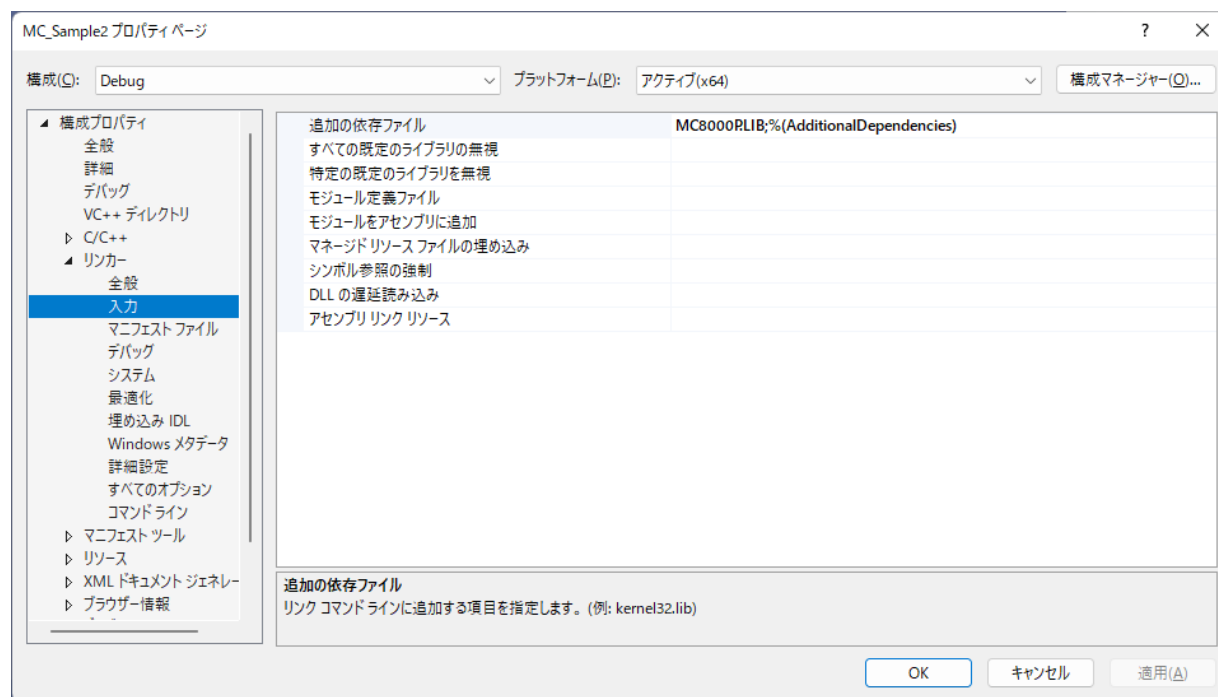 MC_Sample2 プロパティ ページ
? ×
構成(C): Debug プラットフォーム(P): アクティブ(x64) 構成マネージャー(O)...
構成プロパティ
全般
詳細
デバッグ
VC++ ディレクトリ
C/C++
リンカー
全般
入力
マニフェスト ファイル
デバッグ
システム
最適化
埋め込み IDL
Windows メタデータ
詳細設定
すべてのオプション
コマンド ライン
マニフェスト ツール
リソース
XML ドキュメント ジェネレー
ブラウザー情報
追加の依存ファイル MC8000P.LIB;%(AdditionalDependencies)
すべての既定のライブラリの無視
特定の既定のライブラリを無視
モジュール定義ファイル
モジュールをアセンブリに追加
マネージド リソース ファイルの埋め込み
シンボル参照の強制
DLL の遅延読み込み
アセンブリ リンク リソース
追加の依存ファイル
リンク コマンド ラインに追加する項目を指定します。(例: kernel32.lib)
OK キャンセル 適用(A)